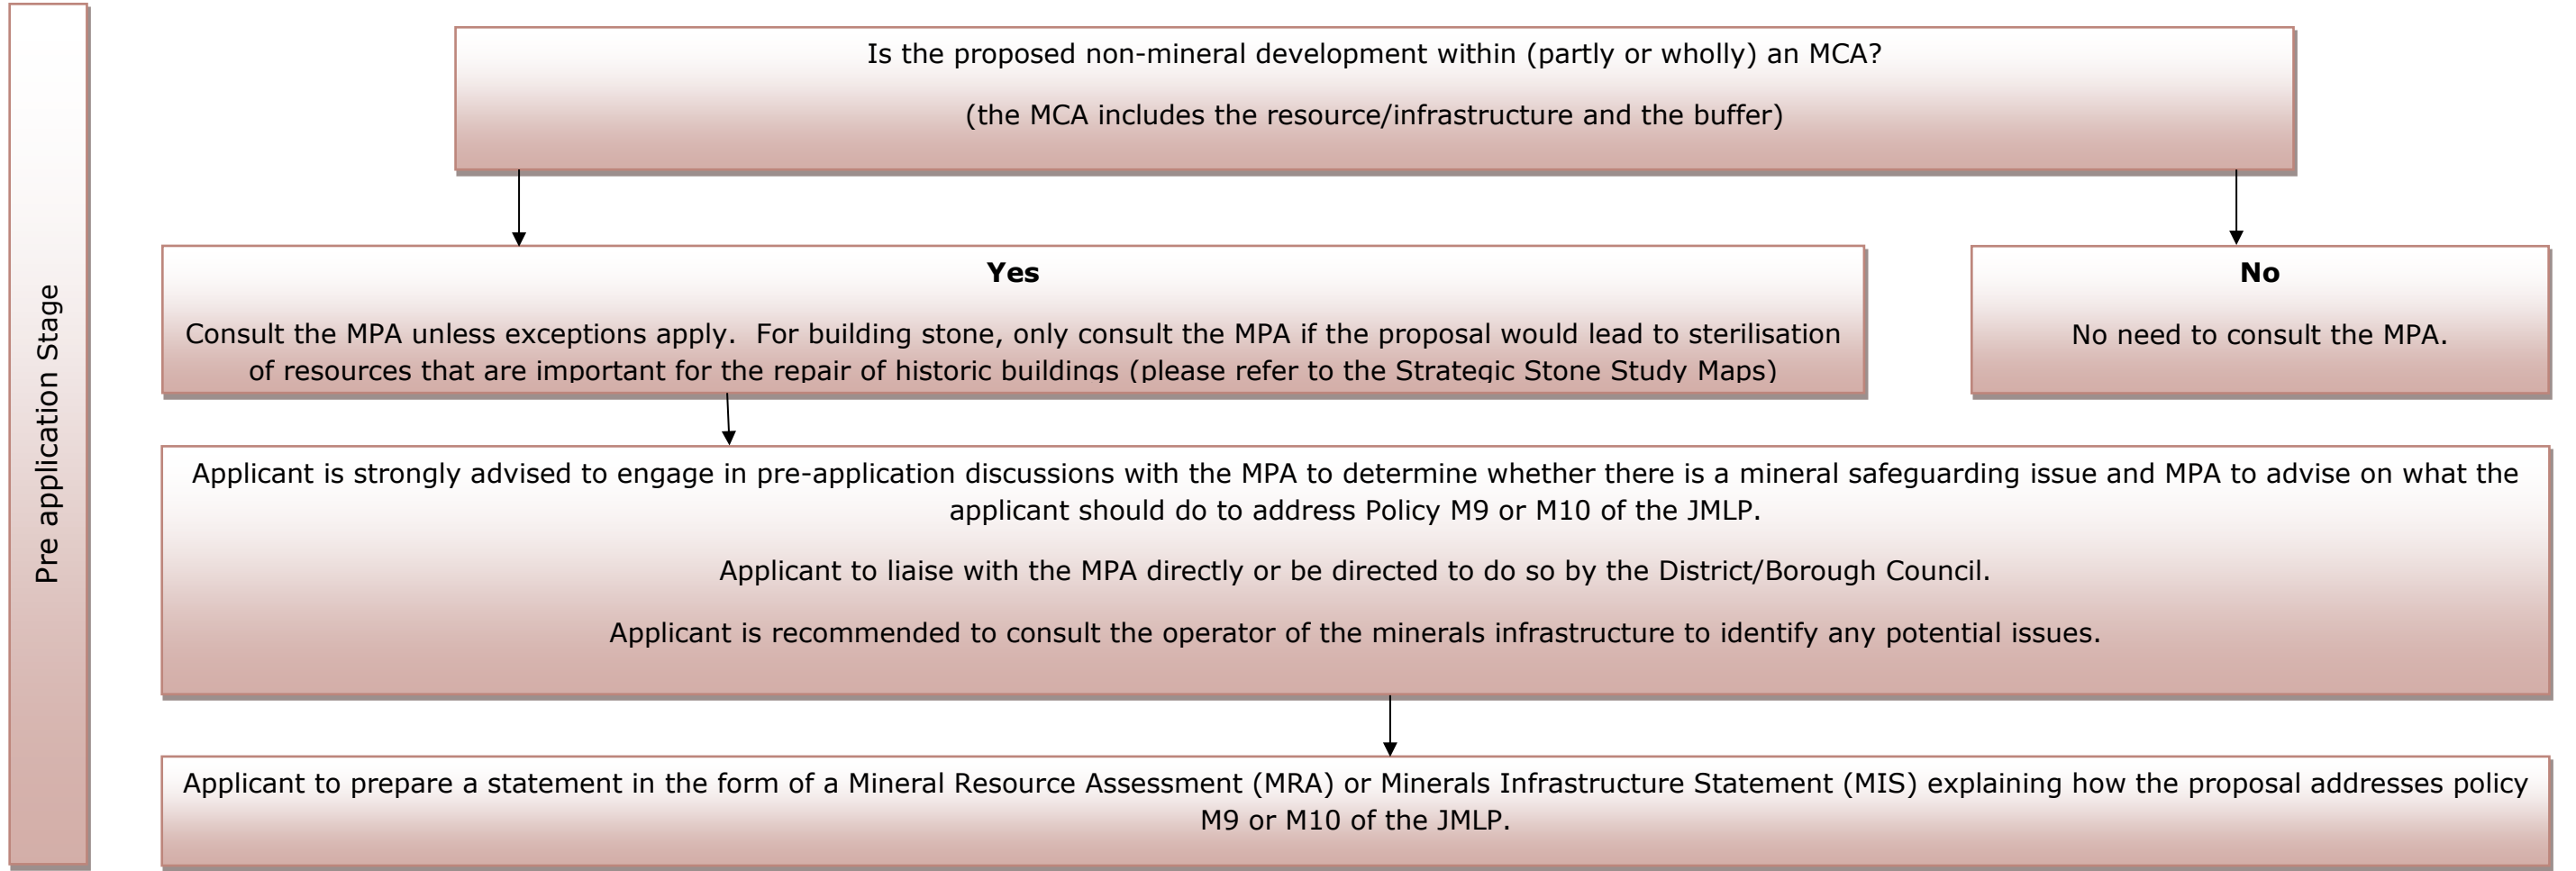 Pre application Stage
Is the proposed non-mineral development within (partly or wholly) an MCA?
(the MCA includes the resource/infrastructure and the buffer)
Yes
Consult the MPA unless exceptions apply.  For building stone, only consult the MPA if the proposal would lead to sterilisation
of resources that are important for the repair of historic buildings (please refer to the Strategic Stone Study Maps)
No
No need to consult the MPA.
Applicant is strongly advised to engage in pre-application discussions with the MPA to determine whether there is a mineral safeguarding issue and MPA to advise on what the
applicant should do to address Policy M9 or M10 of the JMLP.
Applicant to liaise with the MPA directly or be directed to do so by the District/Borough Council.
Applicant is recommended to consult the operator of the minerals infrastructure to identify any potential issues.
Applicant to prepare a statement in the form of a Mineral Resource Assessment (MRA) or Minerals Infrastructure Statement (MIS) explaining how the proposal addresses policy
M9 or M10 of the JMLP.